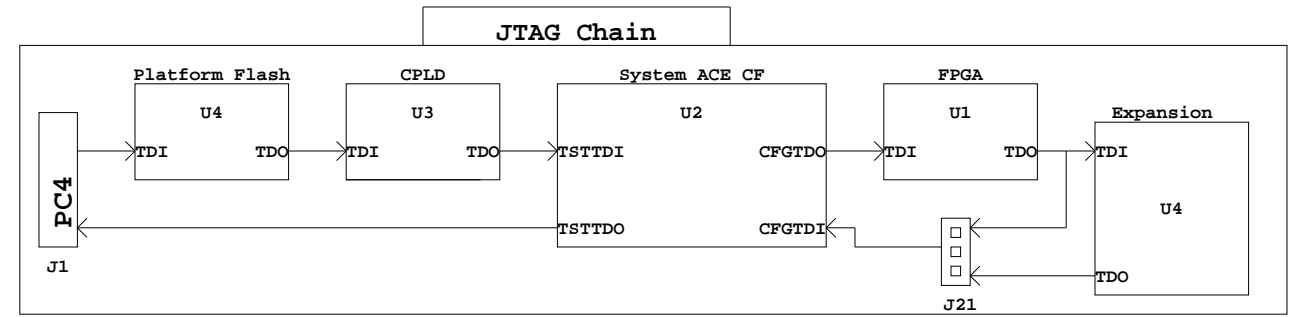 JTAG Chain
Platform Flash CPLD System ACE CF FPGA
U4 U3 U2 U1 Expansion
TDI TDO TDI TDO TSTTDI CFGTDO TDI TDO TDI
PC4 U4
TSTTDO CFGTDI
J1 TDO
J21